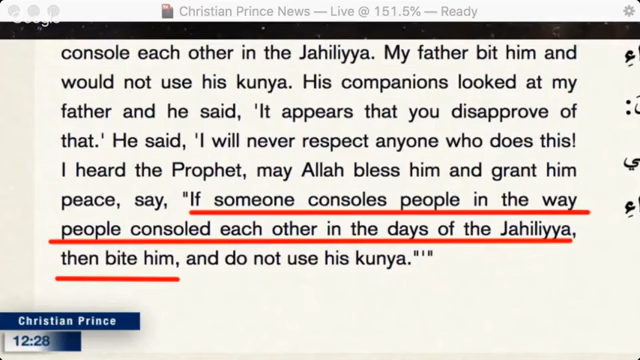 Christian Prince News — Live @ 151.5% — Ready
console each other in the Jahiliyya. My father bit him and
would not use his kunya. His companions looked at my
father and he said, 'It appears that you disapprove of
that.' He said, 'I will never respect anyone who does this!
I heard the Prophet, may Allah bless him and grant him
peace, say, "If someone consoles people in the way
people consoled each other in the days of the Jahiliyya,
then bite him, and do not use his kunya."'"
Christian Prince
12:28